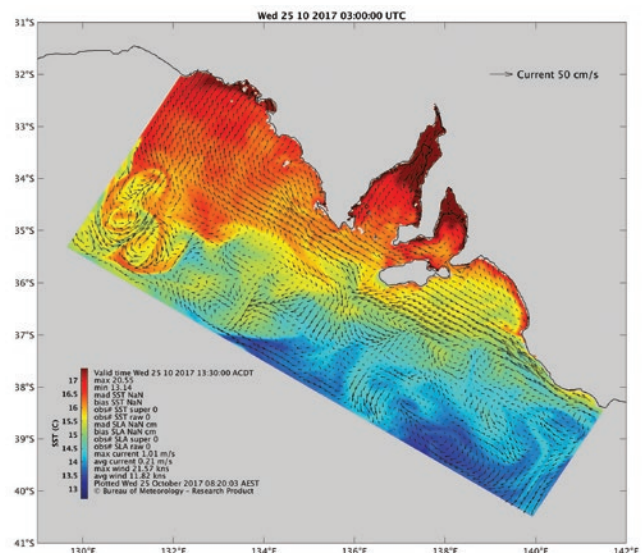 Wed 25 10 2017 03:00:00 UTC
31°S
32°S
33°S
34°S
35°S
36°S
37°S
38°S
39°S
40°S
41°S
Current 50 cm/s
Valid time Wed 25 10 2017 13:30:00 ACDT
max 20.55
min 13.14
mad SST NaN
bias SST NaN
obs# SST super 0
obs# SST raw 0
mad SLA NaN cm
bias SLA NaN cm
obs# SLA super 0
obs# SLA raw 0
max current 1.01 m/s
avg current 0.21 m/s
max wind 21.57 kns
avg wind 11.82 kns
Plotted Wed 25 October 2017 08:20:03 AEST
© Bureau of Meteorology - Research Product
SST (C)
17
16.5
16
15.5
15
14.5
14
13.5
13
130°E
132°E
134°E
136°E
138°E
140°E
142°E